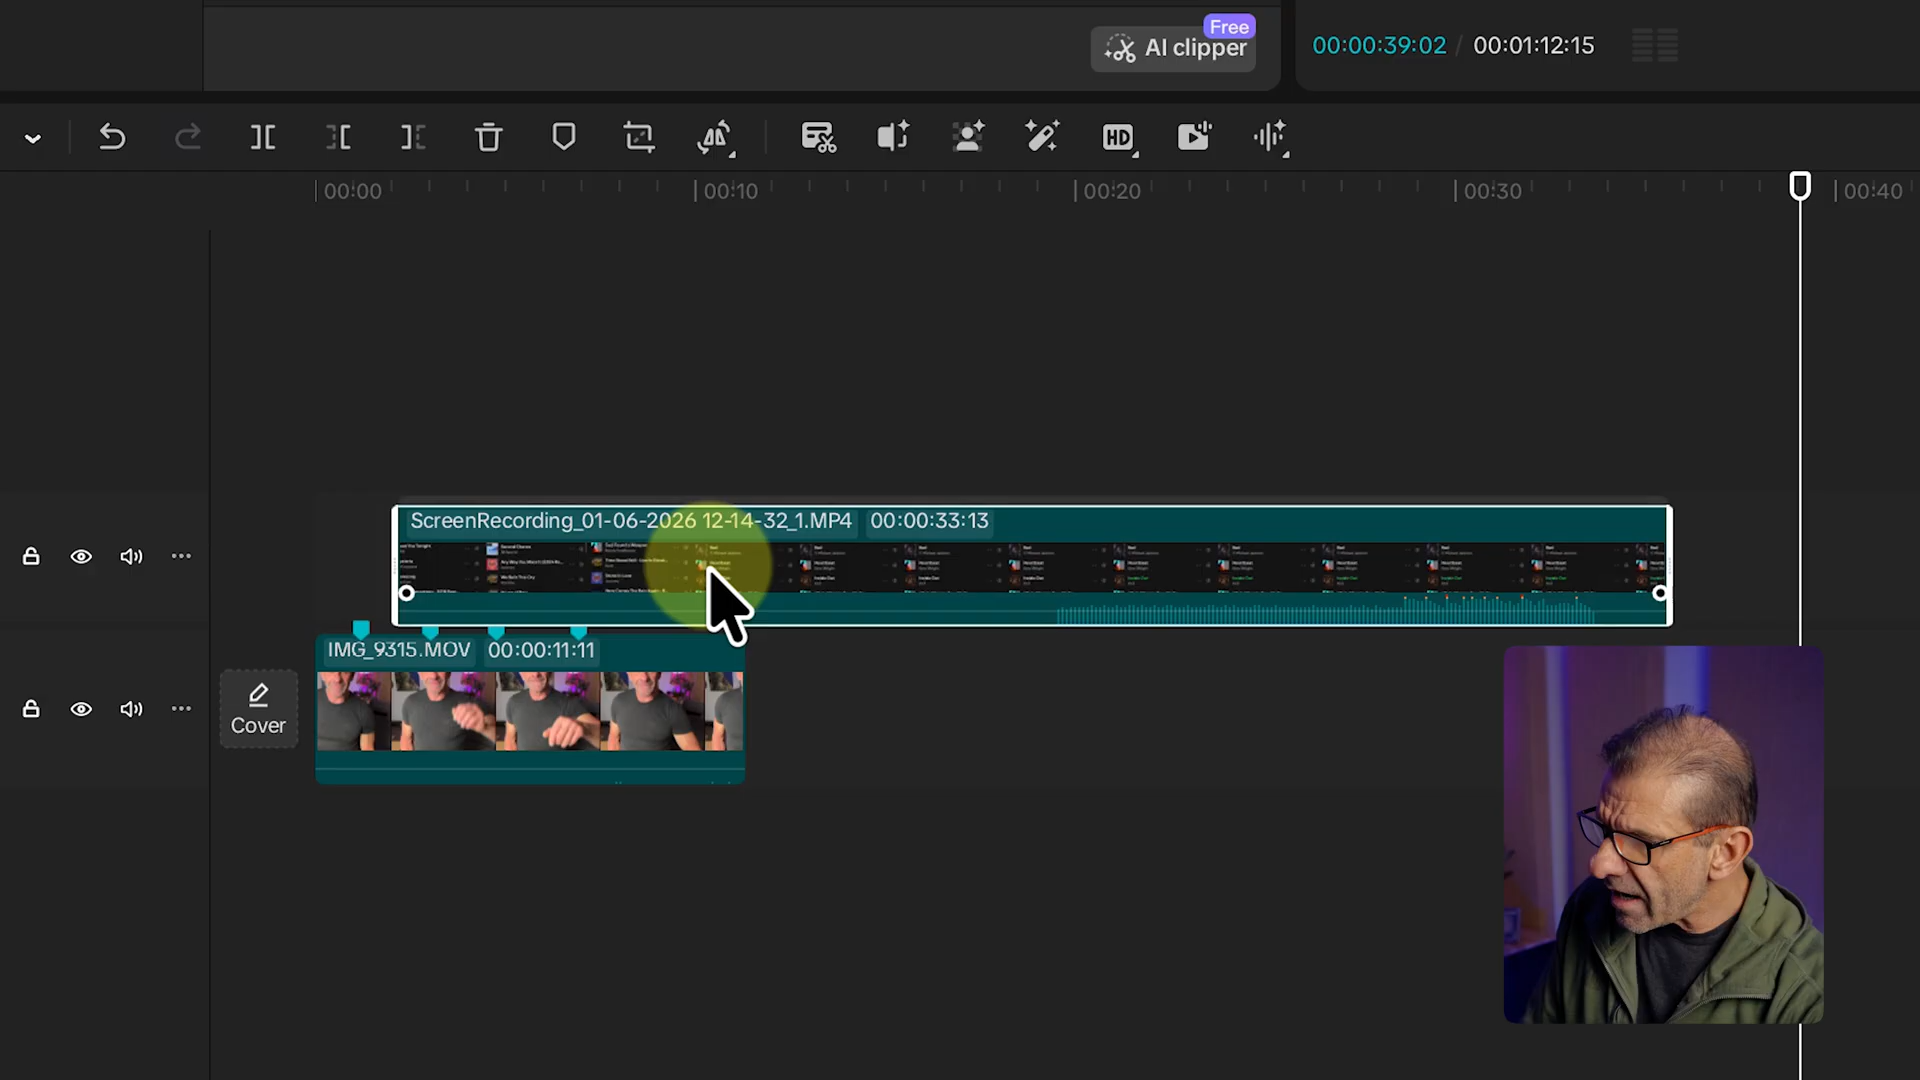 Free
AI clipper
00:00:39:02 / 00:01:12:15
HD
00:00
00:10
00:20
00:30
00:40
ScreenRecording_01-06-2026 12-14-32_1.MP4 00:00:33:13
IMG_9315.MOV 00:00:11:11
Cover